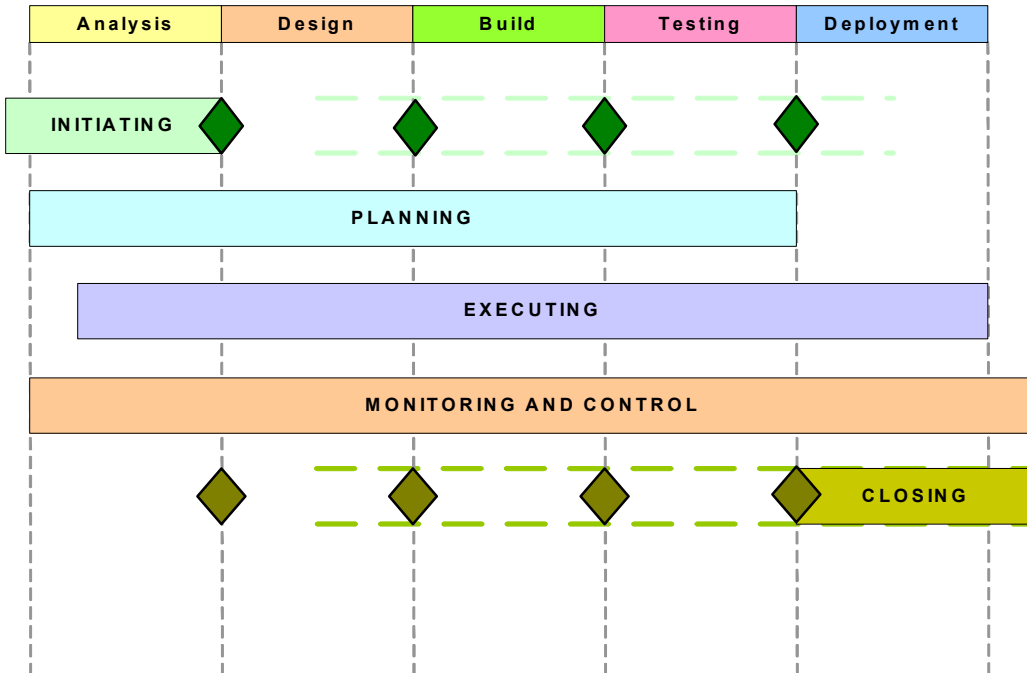 Analysis Design Build Testing Deployment
INITIATING
PLANNING
EXECUTING
MONITORING AND CONTROL
CLOSING